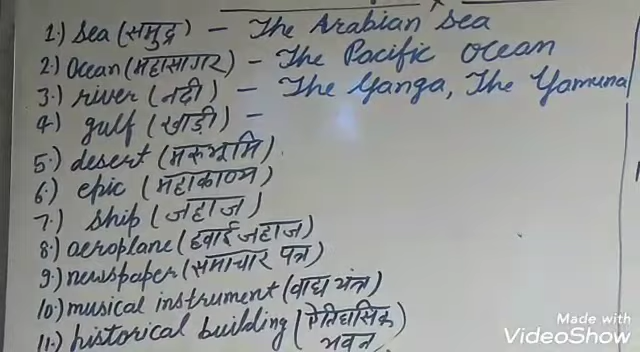 1.) Sea (समुद्र) - The Arabian Sea
2.) Ocean (महासागर) - The Pacific Ocean
3.) river (नदी) - The Ganga, The Yamuna
4.) gulf (खाड़ी) -
5.) desert (मरुभूमि)
6.) epic (महाकाव्य)
7.) ship (जहाज)
8.) aeroplane (हवाई जहाज)
9.) newspaper (समाचार पत्र)
10.) musical instrument (वाद्य यंत्र)
11.) historical building (ऐतिहासिक
भवन)
Made with
VideoShow